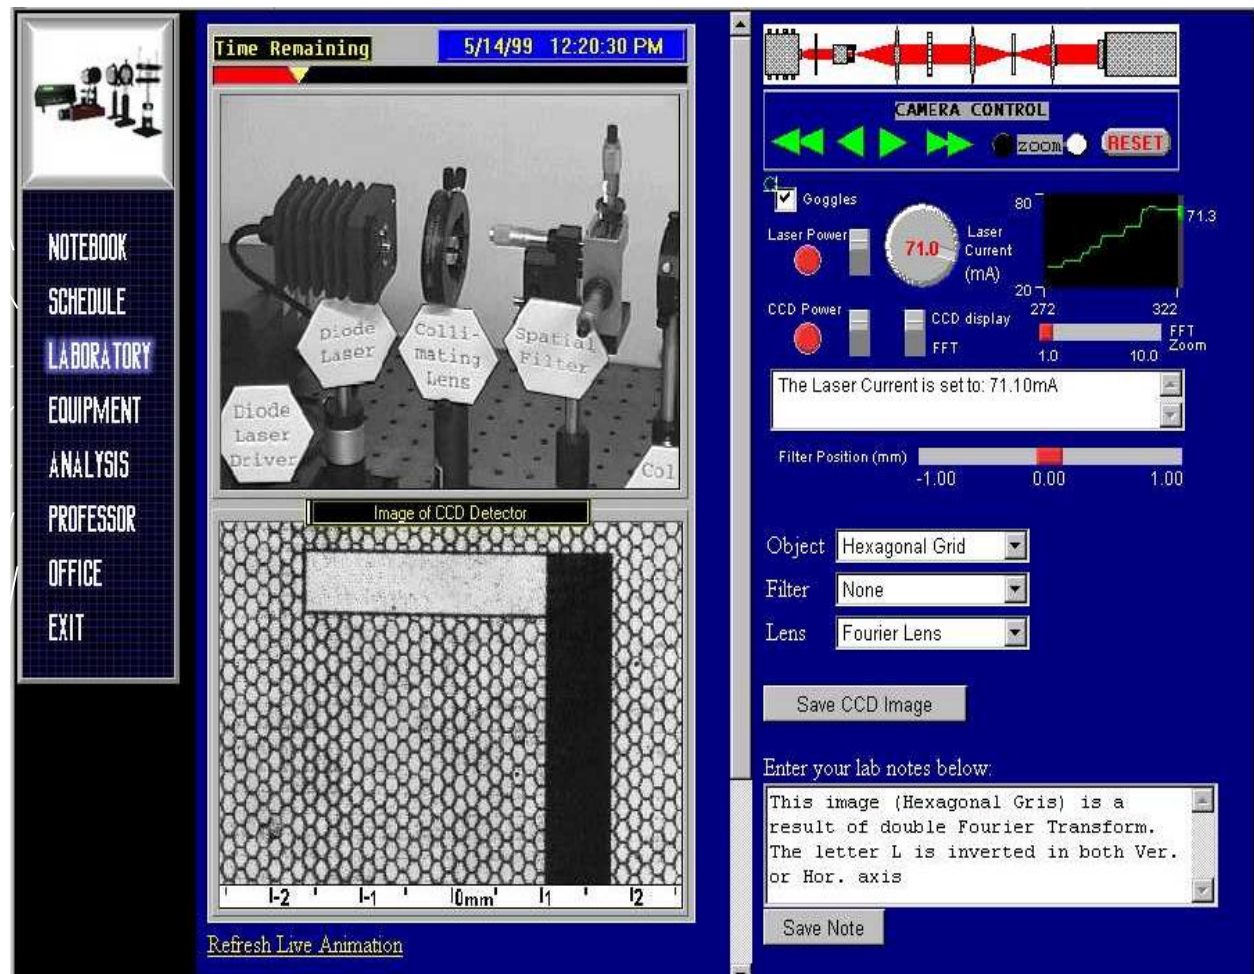 NOTEBOOK
SCHEDULE
LABORATORY
EQUIPMENT
ANALYSIS
PROFESSOR
OFFICE
EXIT
Time Remaining
5/14/99 12:20:30 PM
Diode
Laser
Colli-
mating
Lens
Spatial
Filter
Diode
Laser
Driver
Col
Image of CCD Detector
-2 -1 0mm 1 2
Refresh Live Animation
CAMERA CONTROL
zoom
RESET
Goggles
Laser Power
71.0
Laser
Current
(mA)
80
71.3
20
272 322
CCD Power
CCD display
FFT
FFT
Zoom
1.0 10.0
The Laser Current is set to: 71.10mA
Filter Position (mm)
-1.00 0.00 1.00
Object Hexagonal Grid
Filter None
Lens Fourier Lens
Save CCD Image
Enter your lab notes below:
This image (Hexagonal Gris) is a
result of double Fourier Transform.
The letter L is inverted in both Ver.
or Hor. axis
Save Note